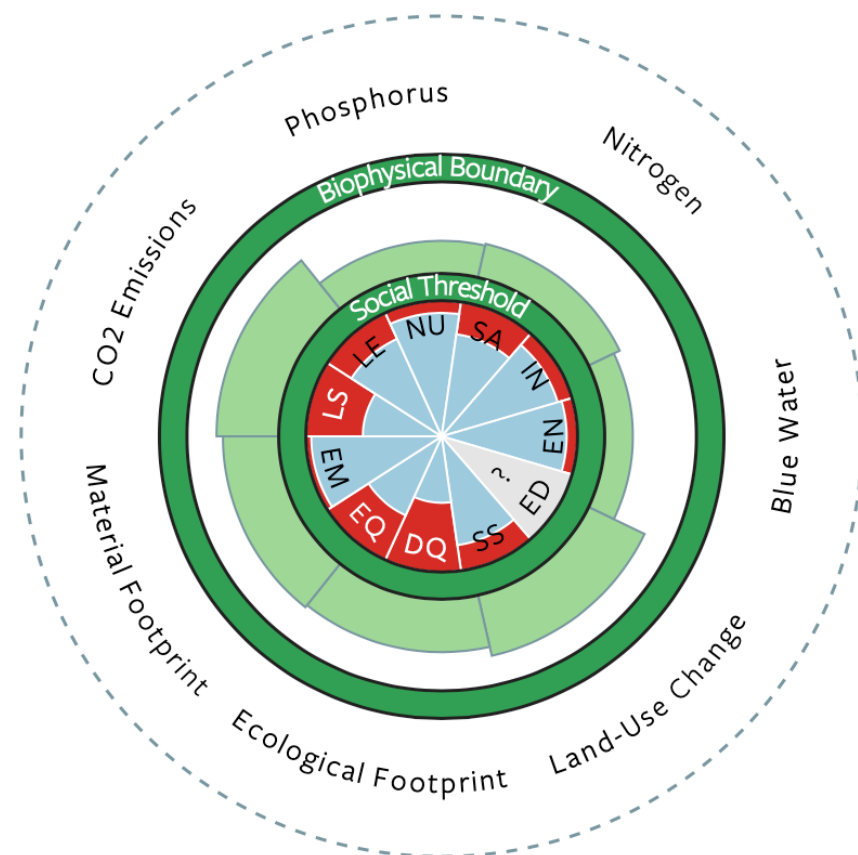 Phosphorus
Nitrogen
Blue Water
Land-Use Change
Ecological Footprint
Material Footprint
CO2 Emissions
Biophysical Boundary
Social Threshold
NU
SA
IN
EN
ED
?
SS
DQ
EQ
EM
LS
LE